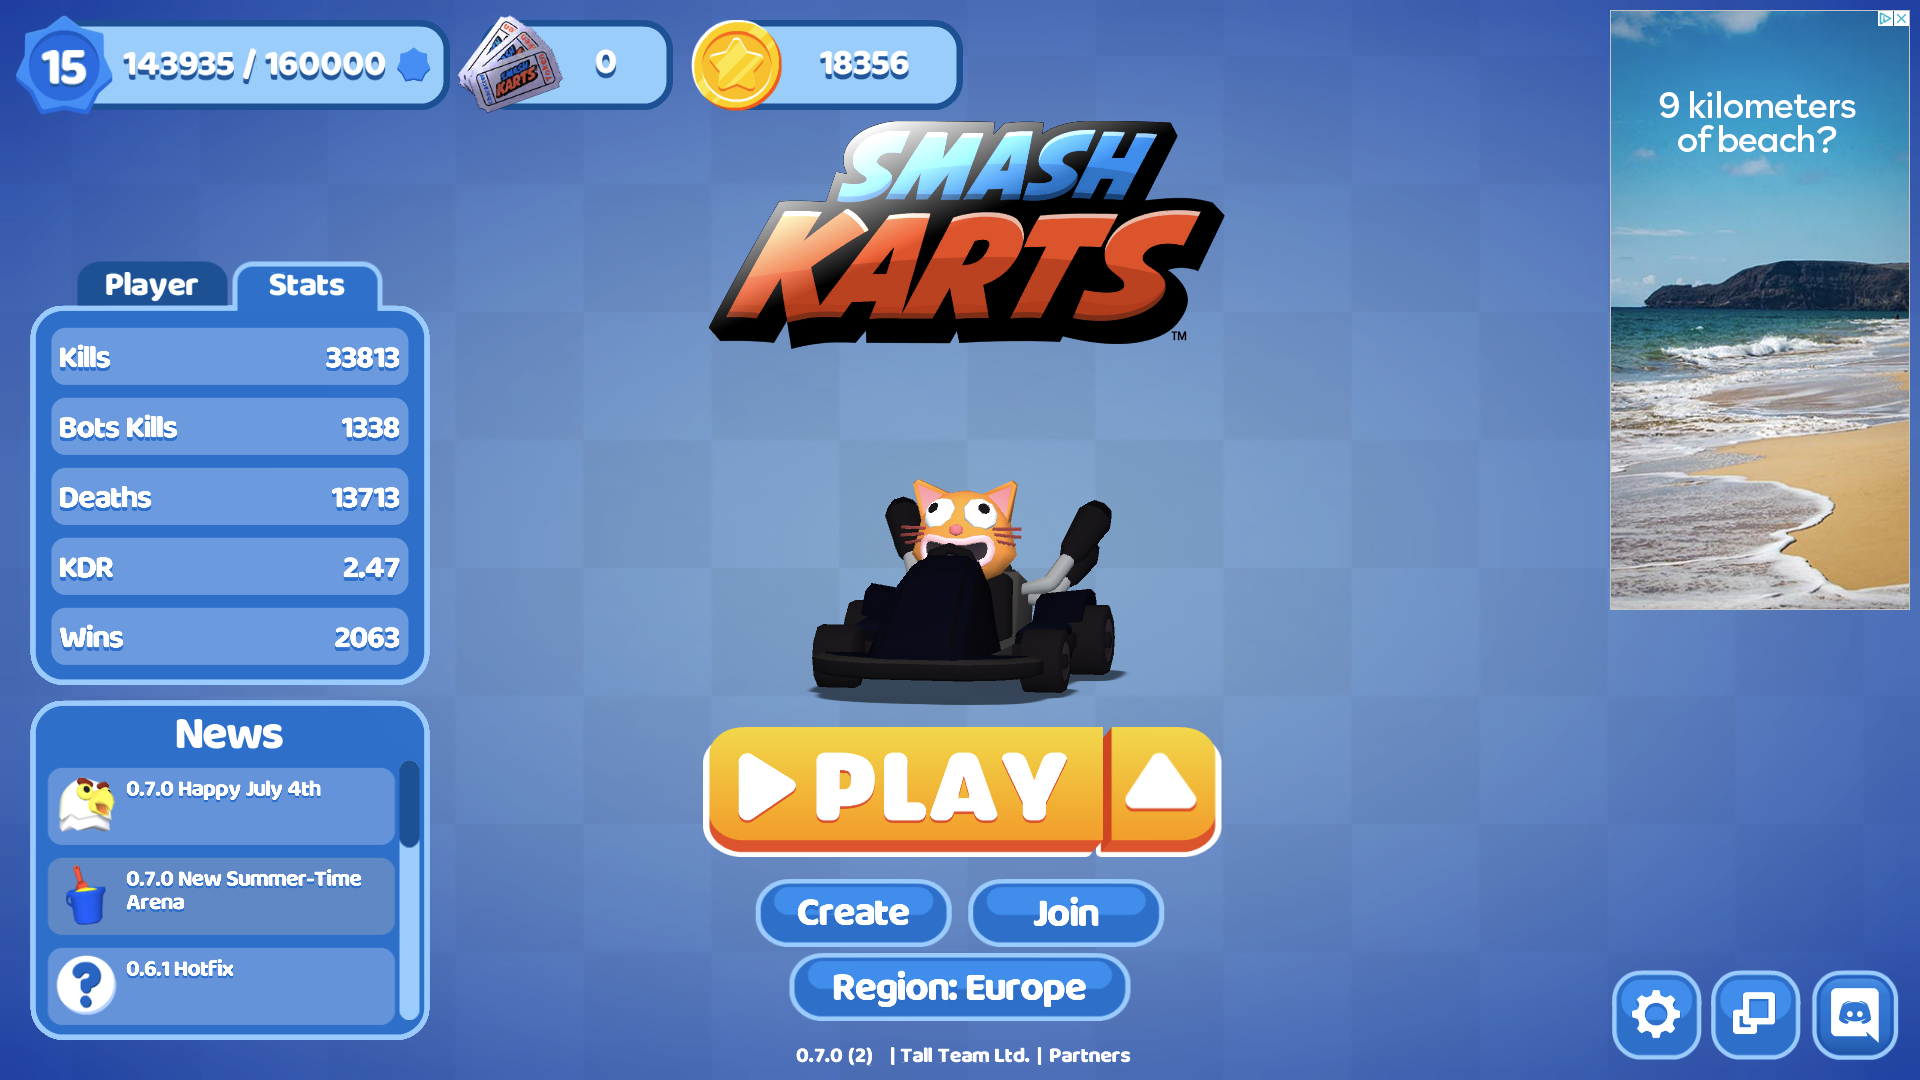 15
143935 / 160000
SMASH
KARTS
0
18356
SMASH
KARTS
TM
Player
Stats
Kills 33813
Bots Kills 1338
Deaths 13713
KDR 2.47
Wins 2063
News
0.7.0 Happy July 4th
0.7.0 New Summer-Time
Arena
0.6.1 Hotfix
?
PLAY
Create
Join
Region: Europe
0.7.0 (2) | Tall Team Ltd. | Partners
9 kilometers
of beach?